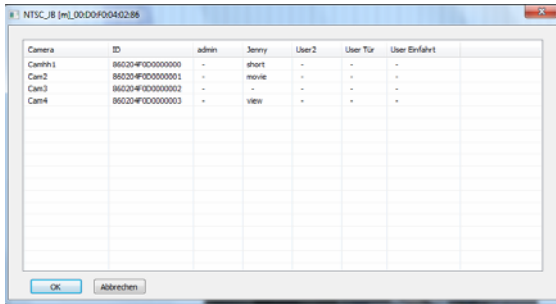 NTSC_JB [m]_00:D0:F0:04:02:86
Camera ID admin Jenny User2 User Tür User Einfahrt
Camhh1 860204F0D0000000 - short - - -
Cam2 860204F0D0000001 - movie - - -
Cam3 860204F0D0000002 - - - - -
Cam4 860204F0D0000003 - view - - -
OK Abbrechen